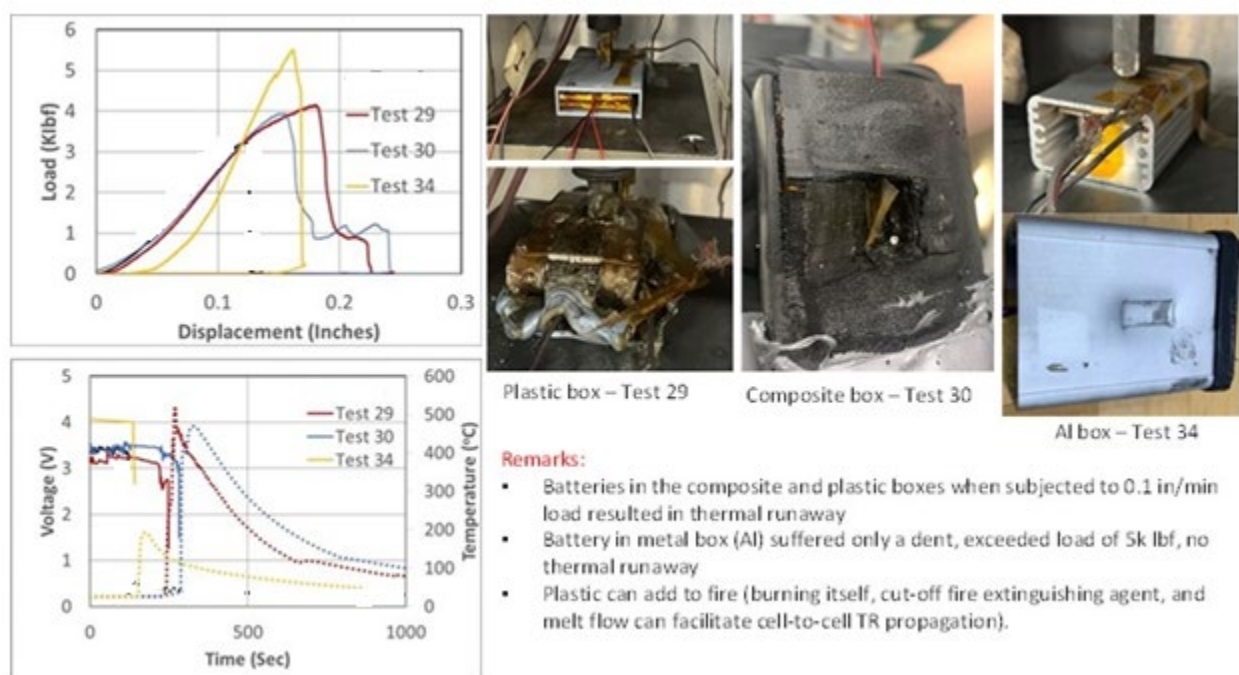 6
5
4
3
2
1
0
Load (Klbf)
Test 29
Test 30
Test 34
0
0.1
0.2
0.3
Displacement (Inches)
5
4
3
2
1
0
Voltage (V)
600
500
400
300
200
100
0
Temperature (°C)
Test 29
Test 30
Test 34
0
500
1000
Time (Sec)
Plastic box – Test 29
Composite box – Test 30
Al box – Test 34
Remarks:
▪ Batteries in the composite and plastic boxes when subjected to 0.1 in/min
load resulted in thermal runaway
▪ Battery in metal box (Al) suffered only a dent, exceeded load of 5k lbf, no
thermal runaway
▪ Plastic can add to fire (burning itself, cut-off fire extinguishing agent, and
melt flow can facilitate cell-to-cell TR propagation).